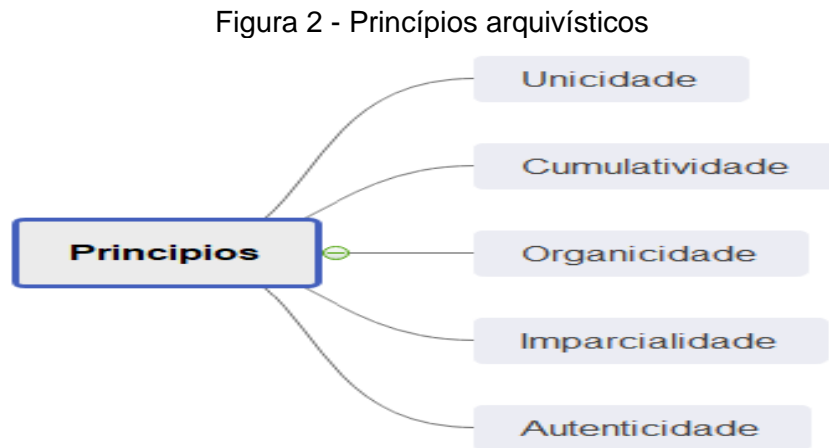 Figura 2 - Princípios arquivísticos
Unicidade
Cumulatividade
Principios
Organicidade
Imparcialidade
Autenticidade